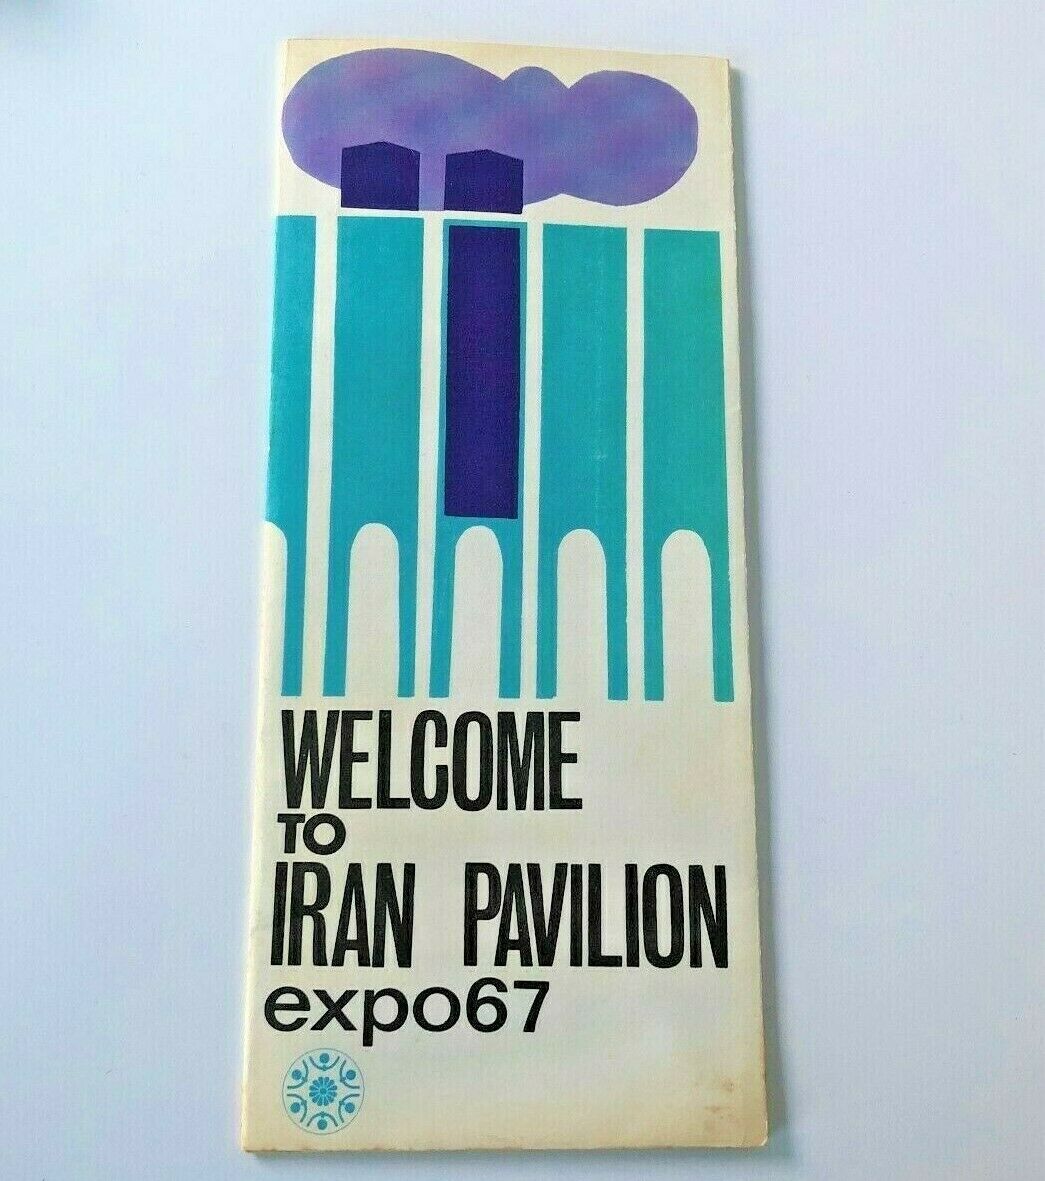 WELCOME
TO
IRAN PAVILION
expo67